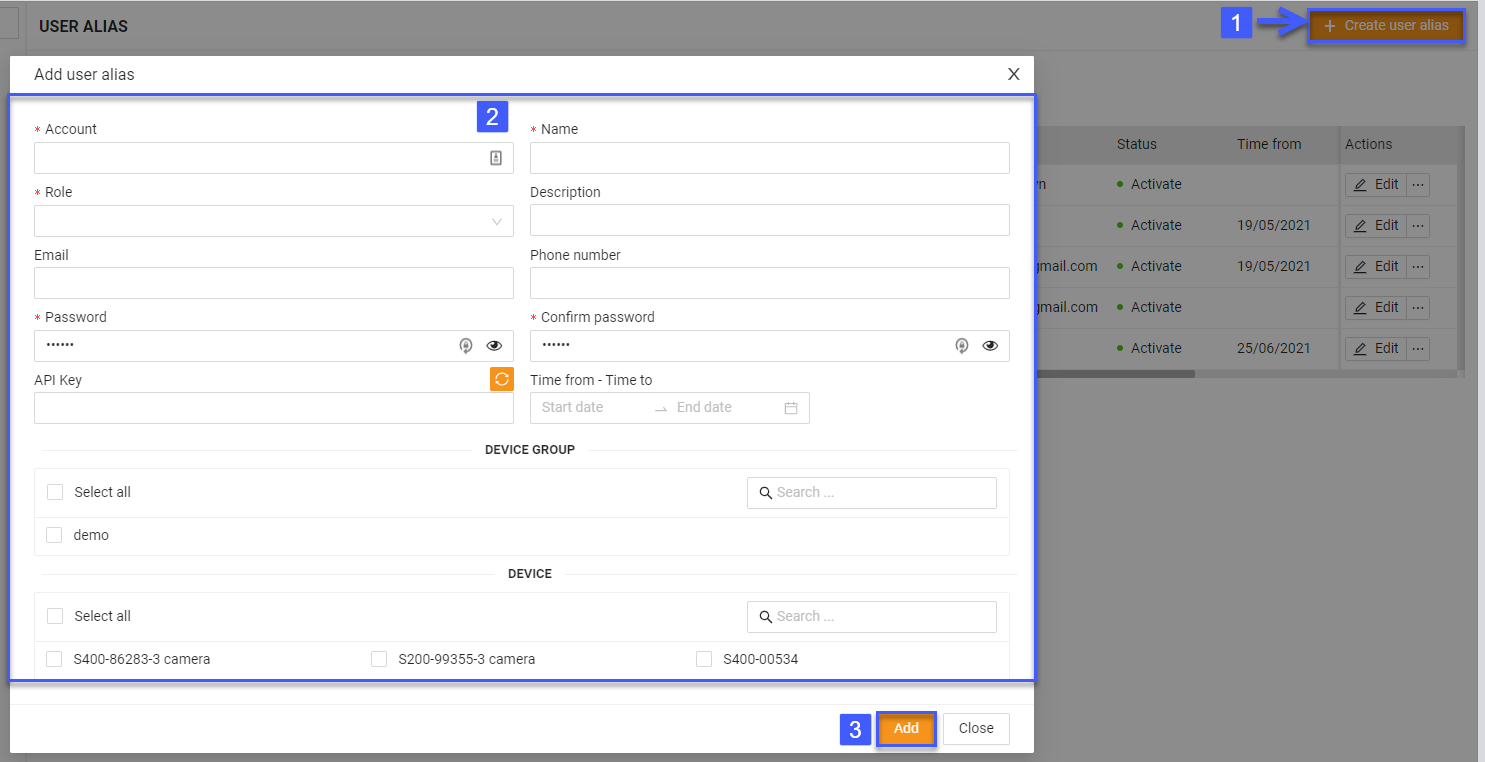 USER ALIAS
1
+ Create user alias
Add user alias
X
2
* Account
* Name
* Role
Description
Email
Phone number
* Password
* Confirm password
••••••
••••••
API Key
Time from - Time to
Start date → End date
DEVICE GROUP
Select all
Search ...
demo
DEVICE
Select all
Search ...
S400-86283-3 camera
S200-99355-3 camera
S400-00534
3
Add
Close
Status Time from Actions
Activate Edit ...
Activate 19/05/2021 Edit ...
gmail.com Activate 19/05/2021 Edit ...
gmail.com Activate Edit ...
Activate 25/06/2021 Edit ...